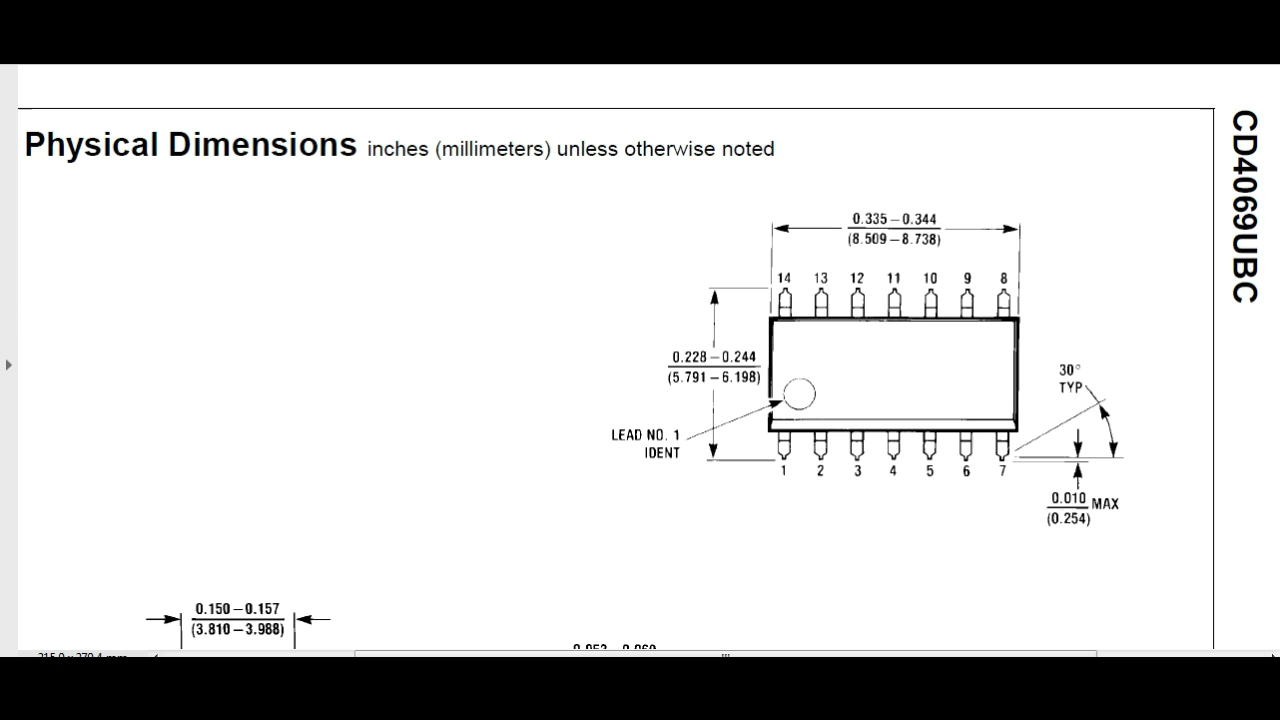 Physical Dimensions inches (millimeters) unless otherwise noted
CD4069UBC
0.335 – 0.344
(8.509 – 8.738)
14 13 12 11 10 9 8
0.228 – 0.244
(5.791 – 6.198)
30°
TYP
LEAD NO. 1
IDENT
1 2 3 4 5 6 7
0.010
(0.254)
MAX
0.150 – 0.157
(3.810 – 3.988)